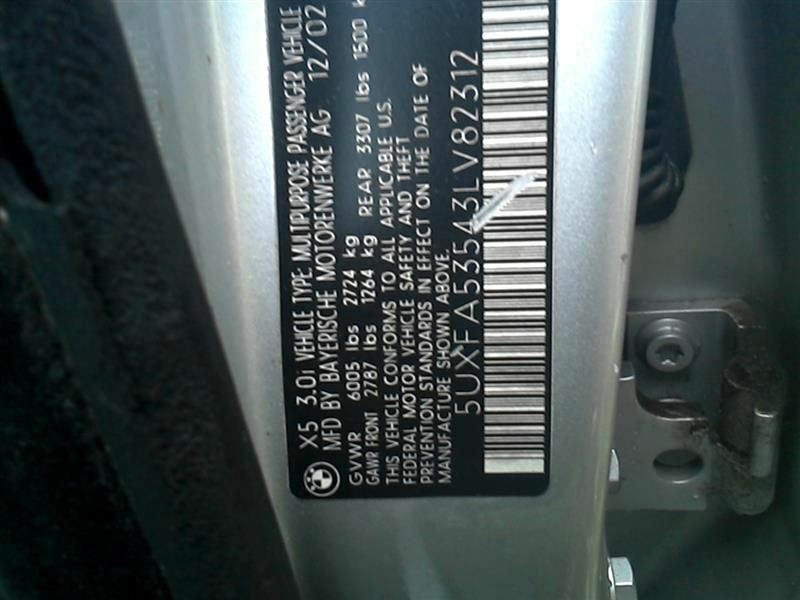 X5 3.0i VEHICLE TYPE: MULTIPURPOSE PASSENGER VEHICLE
MFD BY BAYERISCHE MOTORENWERKE AG 12/02
GVWR 6005 lbs 2724 kg
GAWR FRONT 2787 lbs 1264 kg REAR 3307 lbs 1500 k
THIS VEHICLE CONFORMS TO ALL APPLICABLE U.S.
FEDERAL MOTOR VEHICLE SAFETY AND THEFT
PREVENTION STANDARDS IN EFFECT ON THE DATE OF
MANUFACTURE SHOWN ABOVE.
5UXFA53543LV82312